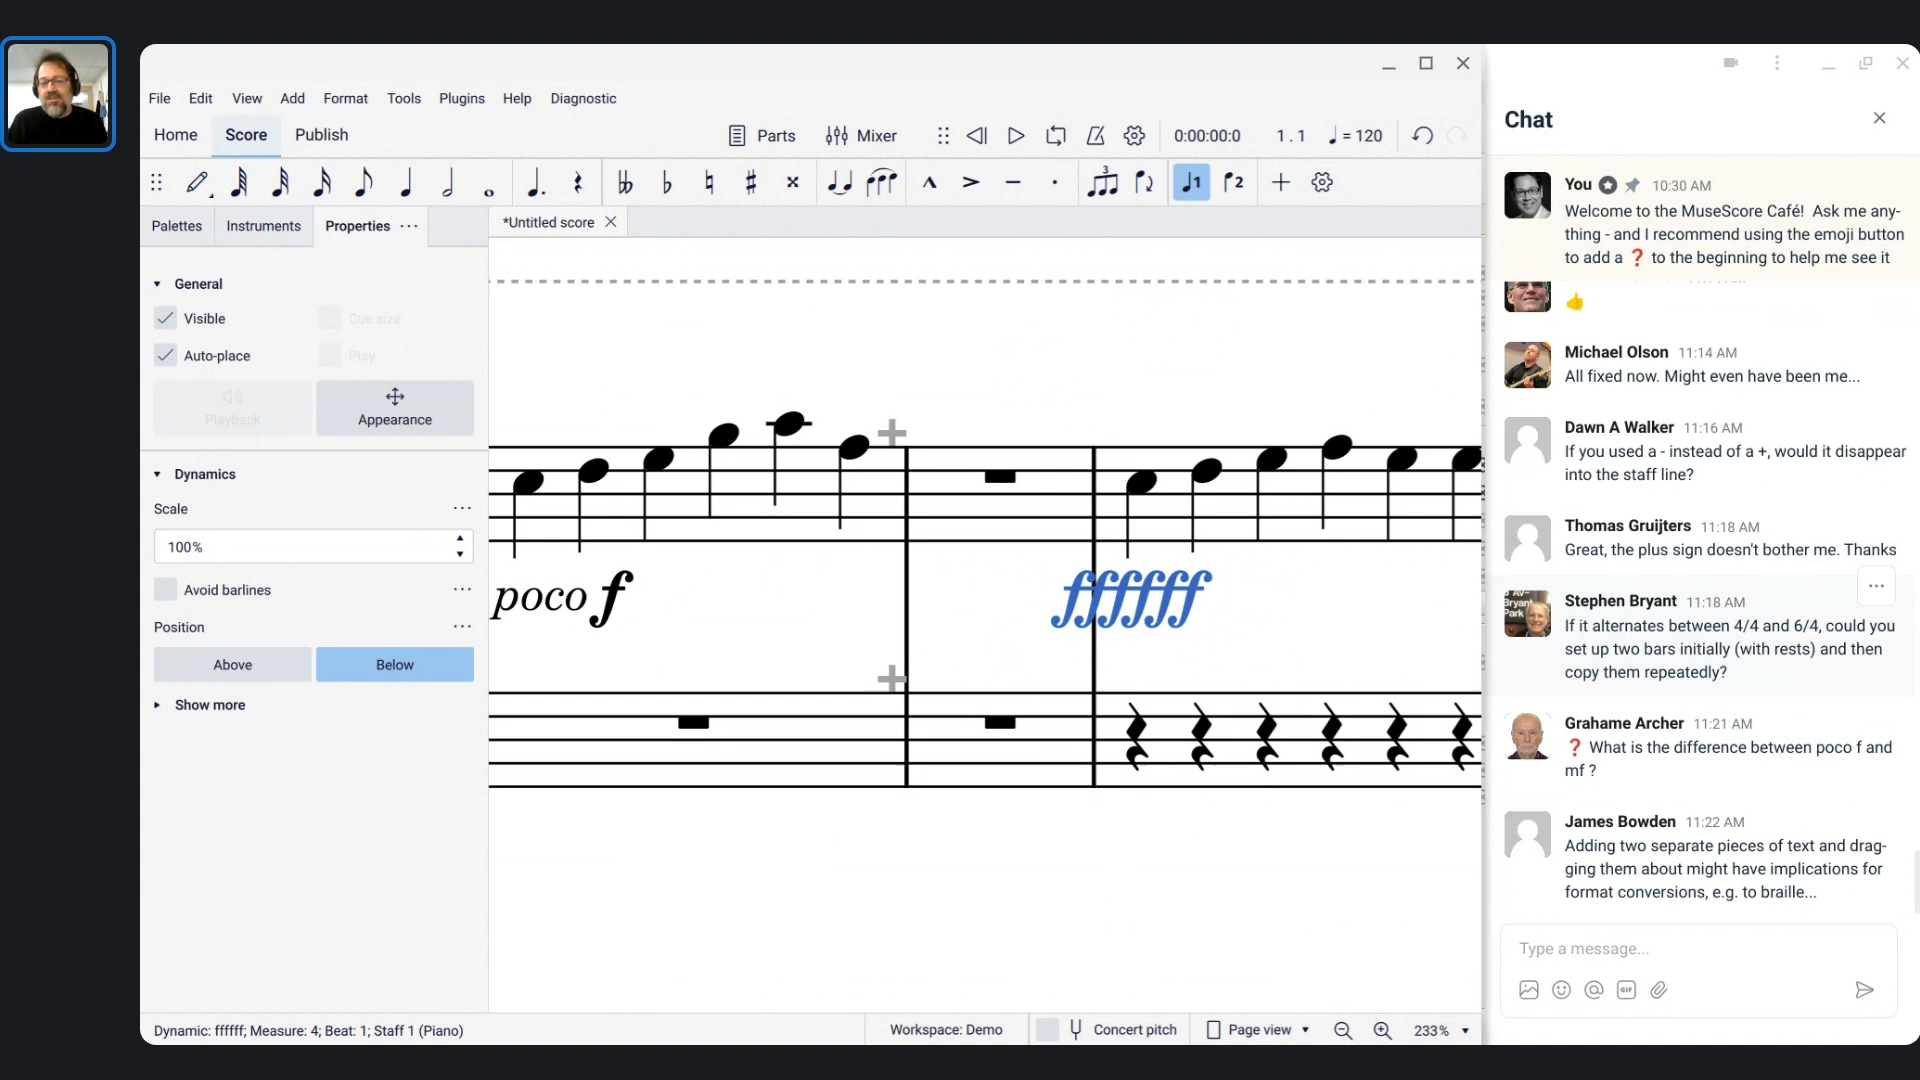 File Edit View Add Format Tools Plugins Help Diagnostic
Home Score Publish Parts Mixer 0:00:00:0 1 . 1 = 120
3 1 2
Palettes Instruments Properties
*Untitled score
General
Visible Cue size
Auto-place Play
Playback Appearance
Dynamics
Scale
100%
Avoid barlines
Position
Above Below
Show more
poco f
ffffff
Dynamic: ffffff; Measure: 4; Beat: 1; Staff 1 (Piano)
Workspace: Demo Concert pitch Page view 233%
Chat
You 10:30 AM
Welcome to the MuseScore Café! Ask me any-
thing - and I recommend using the emoji button
to add a ❓ to the beginning to help me see it
👍
Michael Olson 11:14 AM
All fixed now. Might even have been me...
Dawn A Walker 11:16 AM
If you used a - instead of a +, would it disappear
into the staff line?
Thomas Gruijters 11:18 AM
Great, the plus sign doesn't bother me. Thanks
Bryant
Park
Stephen Bryant 11:18 AM
If it alternates between 4/4 and 6/4, could you
set up two bars initially (with rests) and then
copy them repeatedly?
Grahame Archer 11:21 AM
❓ What is the difference between poco f and
mf ?
James Bowden 11:22 AM
Adding two separate pieces of text and drag-
ging them about might have implications for
format conversions, e.g. to braille...
Type a message...
GIF